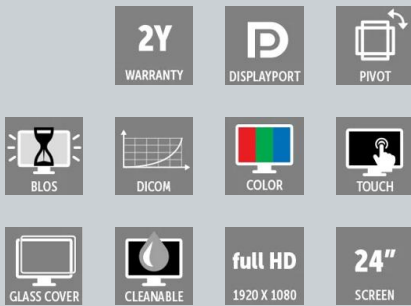 2Y
WARRANTY
DISPLAYPORT
PIVOT
BLOS
DICOM
COLOR
TOUCH
GLASS COVER
CLEANABLE
full HD
1920 X 1080
24"
SCREEN